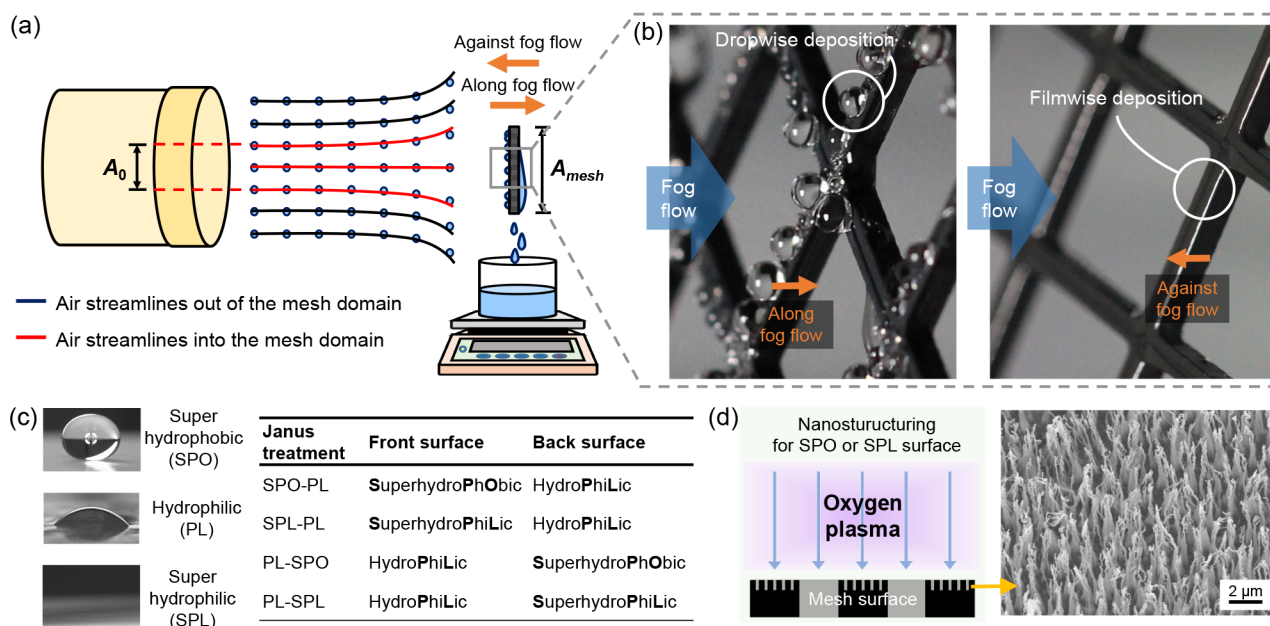 (a)
Against fog flow
Along fog flow
A0
Amesh
Air streamlines out of the mesh domain
Air streamlines into the mesh domain
(b)
Dropwise deposition
Fog
flow
Along
fog flow
Filmwise deposition
Fog
flow
Against
fog flow
(c)
Super
hydrophobic
(SPO)
Hydrophilic
(PL)
Super
hydrophilic
(SPL)
Janus
treatment Front surface Back surface
SPO-PL SuperhydroPhObic HydroPhiLic
SPL-PL SuperhydroPhiLic HydroPhiLic
PL-SPO HydroPhiLic SuperhydroPhObic
PL-SPL HydroPhiLic SuperhydroPhiLic
(d)
Nanosturucturing
for SPO or SPL surface
Oxygen
plasma
Mesh surface
2 μm